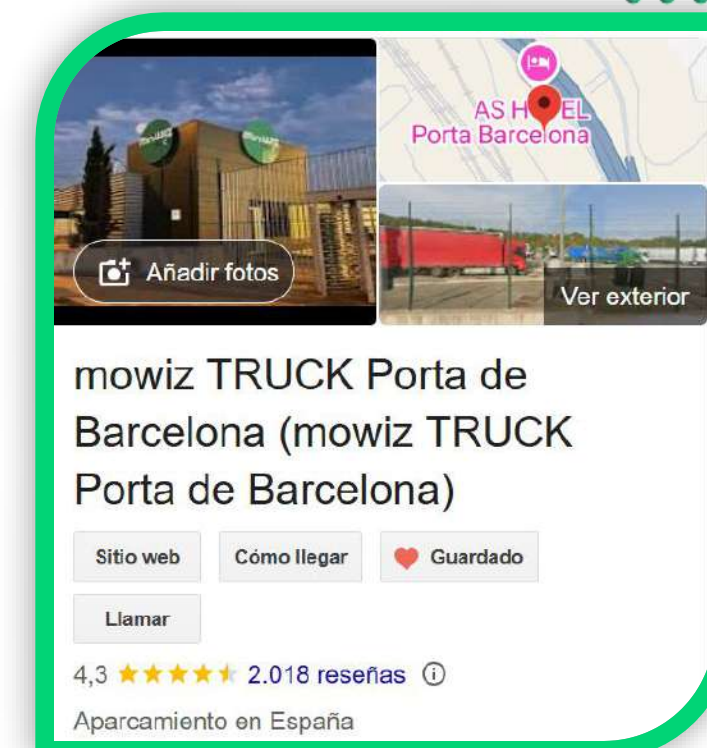 AS HOTEL
Porta Barcelona
Añadir fotos
Ver exterior
mowiz TRUCK Porta de
Barcelona (mowiz TRUCK
Porta de Barcelona)
Sitio web
Cómo llegar
Guardado
Llamar
4,3
2.018 reseñas
Aparcamiento en España